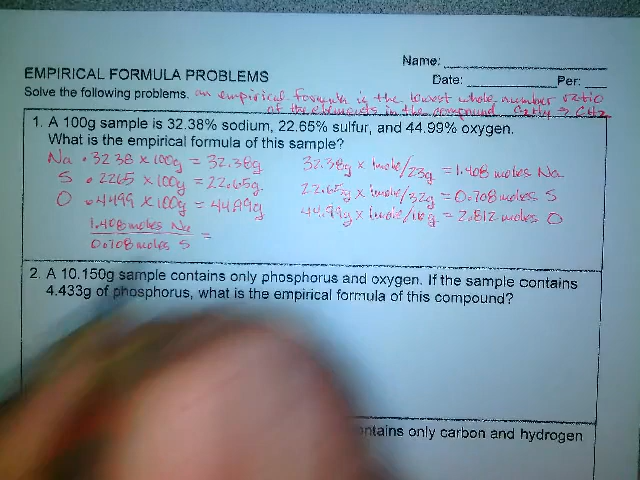 Name:
EMPIRICAL FORMULA PROBLEMS
Date: Per:
Solve the following problems. an empirical formula is the lowest whole number ratio
of the elements in the compound C2H4 → CH2
1. A 100g sample is 32.38% sodium, 22.65% sulfur, and 44.99% oxygen.
What is the empirical formula of this sample?
Na .3238 x 100g = 32.38g 32.38g x 1mole/23g = 1.408 moles Na
S .2265 x 100g = 22.65g. 22.65g x 1mole/32g = 0.708 moles S
O .4499 x 100g = 44.99g 44.99g x 1mole/16g = 2.812 moles O
1.408 moles Na
0.708 moles S =
2. A 10.150g sample contains only phosphorus and oxygen. If the sample contains
4.433g of phosphorus, what is the empirical formula of this compound?
only carbon and hydrogen